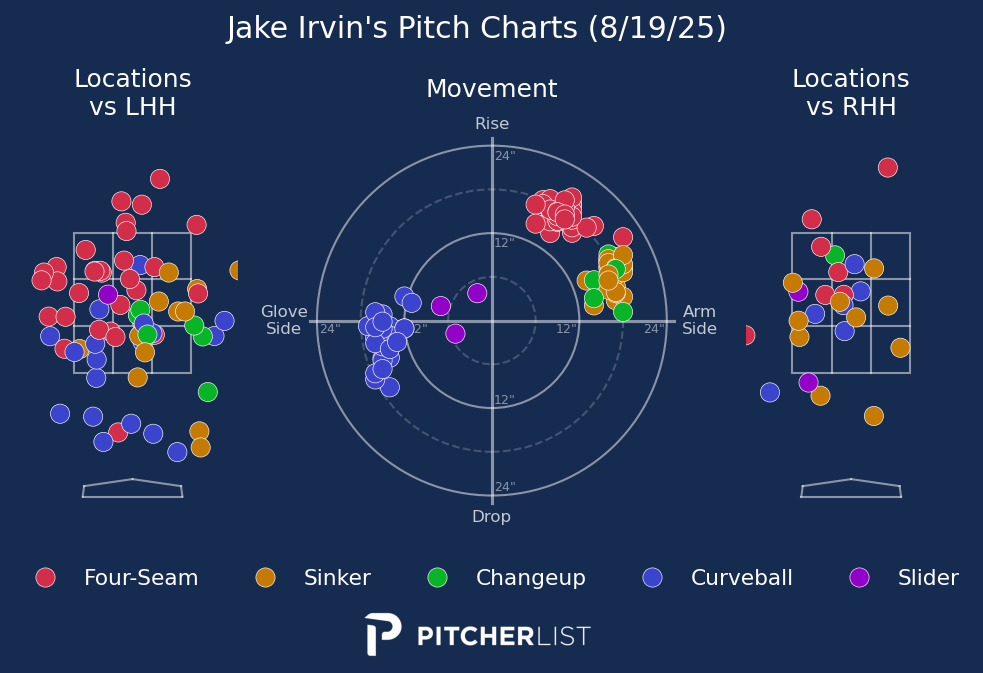 Jake Irvin's Pitch Charts (8/19/25)
Locations
vs LHH
Movement
Locations
vs RHH
Rise
24"
12"
Glove
Side
24"
2"
12"
24"
Arm
Side
12"
24"
Drop
Four-Seam
Sinker
Changeup
Curveball
Slider
PITCHERLIST